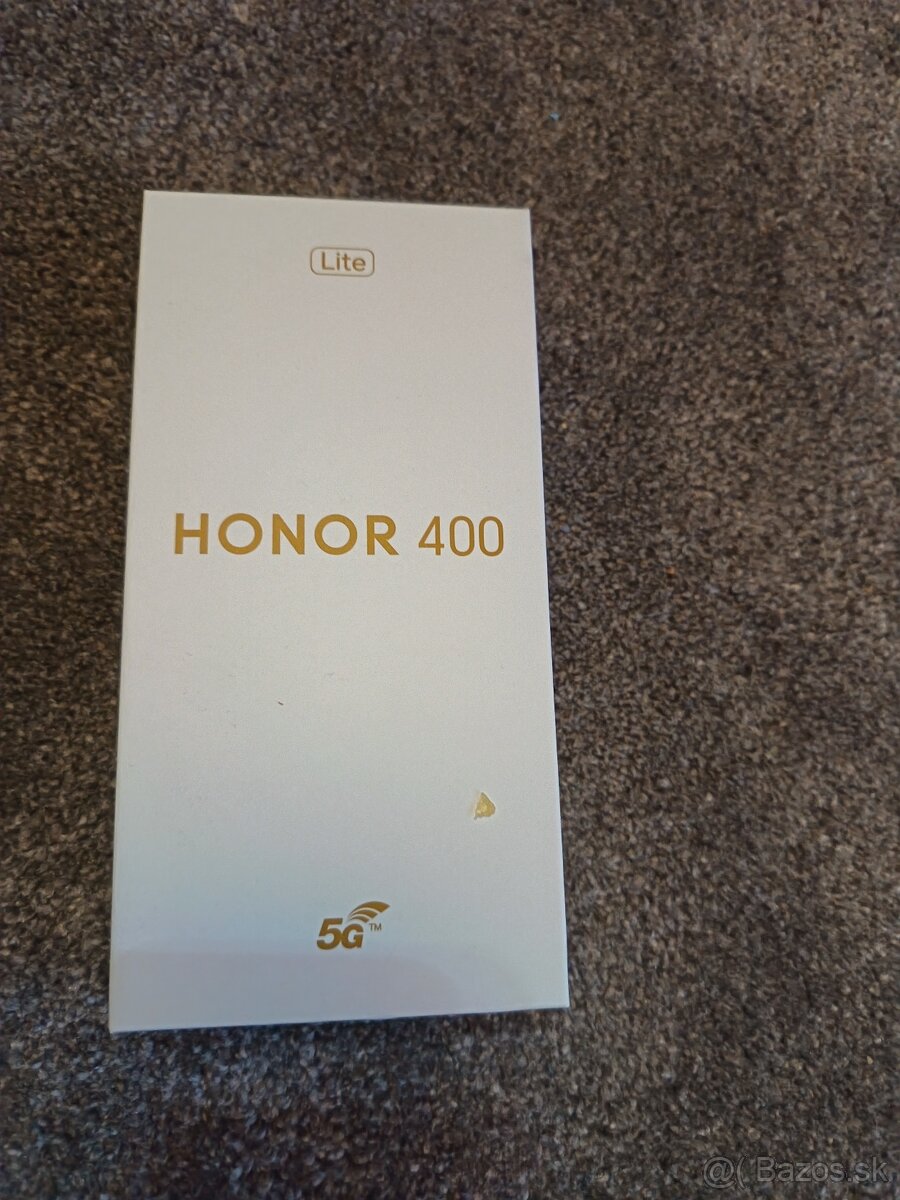 Lite
HONOR 400
5G™
@( Bazos.sk